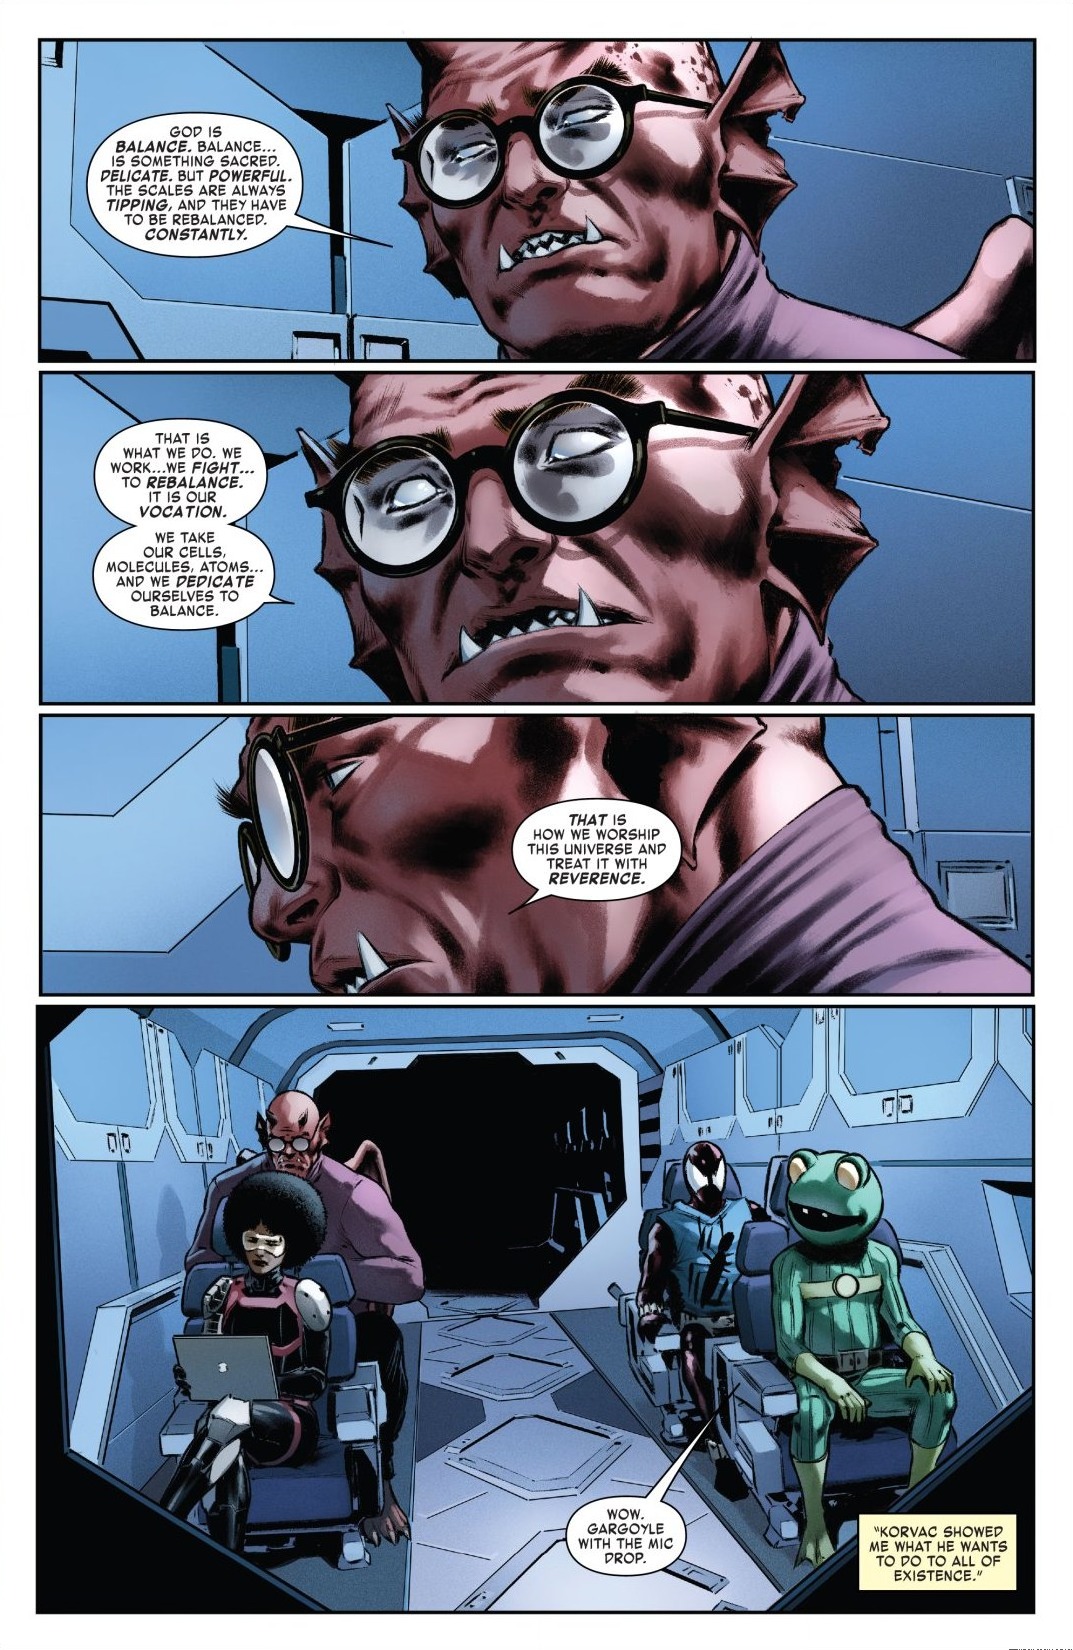 GOD IS
BALANCE. BALANCE...
IS SOMETHING SACRED.
DELICATE. BUT POWERFUL.
THE SCALES ARE ALWAYS
TIPPING, AND THEY HAVE
TO BE REBALANCED.
CONSTANTLY.
THAT IS
WHAT WE DO. WE
WORK...WE FIGHT...
TO REBALANCE.
IT IS OUR
VOCATION.
WE TAKE
OUR CELLS,
MOLECULES, ATOMS...
AND WE DEDICATE
OURSELVES TO
BALANCE.
THAT IS
HOW WE WORSHIP
THIS UNIVERSE AND
TREAT IT WITH
REVERENCE.
WOW.
GARGOYLE
WITH THE MIC
DROP.
"KORVAC SHOWED
ME WHAT HE WANTS
TO DO TO ALL OF
EXISTENCE."